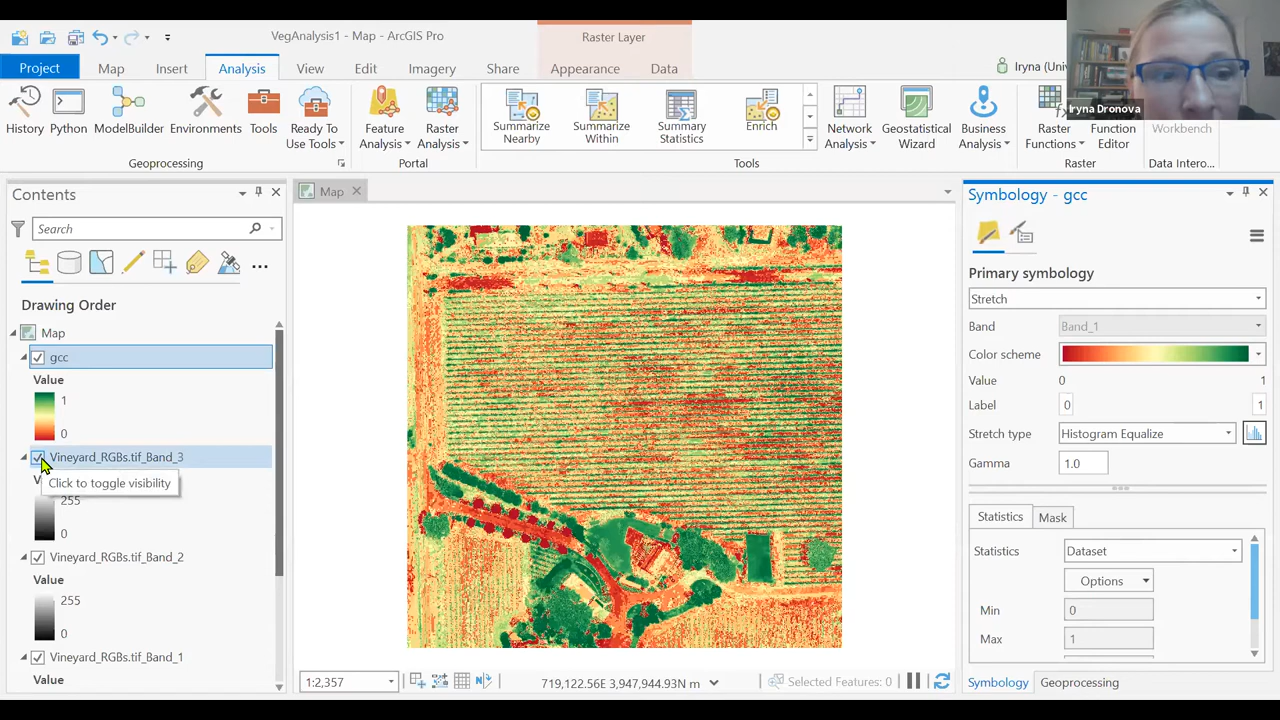 VegAnalysis1 - Map - ArcGIS Pro
Raster Layer
Project
Map
Insert
Analysis
View
Edit
Imagery
Share
Appearance
Data
Iryna (Uni
Iryna Dronova
History
Python
ModelBuilder
Environments
Tools
Ready To
Use Tools
Feature
Analysis
Raster
Analysis
Summarize
Nearby
Summarize
Within
Summary
Statistics
Enrich
Network
Analysis
Geostatistical
Wizard
Business
Analysis
Raster
Functions
Function
Editor
Workbench
Geoprocessing
Portal
Tools
Raster
Data Intero...
Contents
Search
Drawing Order
Map
gcc
Value
1
0
Vineyard_RGBs.tif_Band_3
Click to toggle visibility
255
0
Vineyard_RGBs.tif_Band_2
Value
255
0
Vineyard_RGBs.tif_Band_1
Value
Map
1:2,357
719,122.56E 3,947,944.93N m
Selected Features: 0
Symbology - gcc
Primary symbology
Stretch
Band
Band_1
Color scheme
Value
0
1
Label
0
1
Stretch type
Histogram Equalize
Gamma
1.0
Statistics
Mask
Statistics
Dataset
Options
Min
0
Max
1
Symbology
Geoprocessing